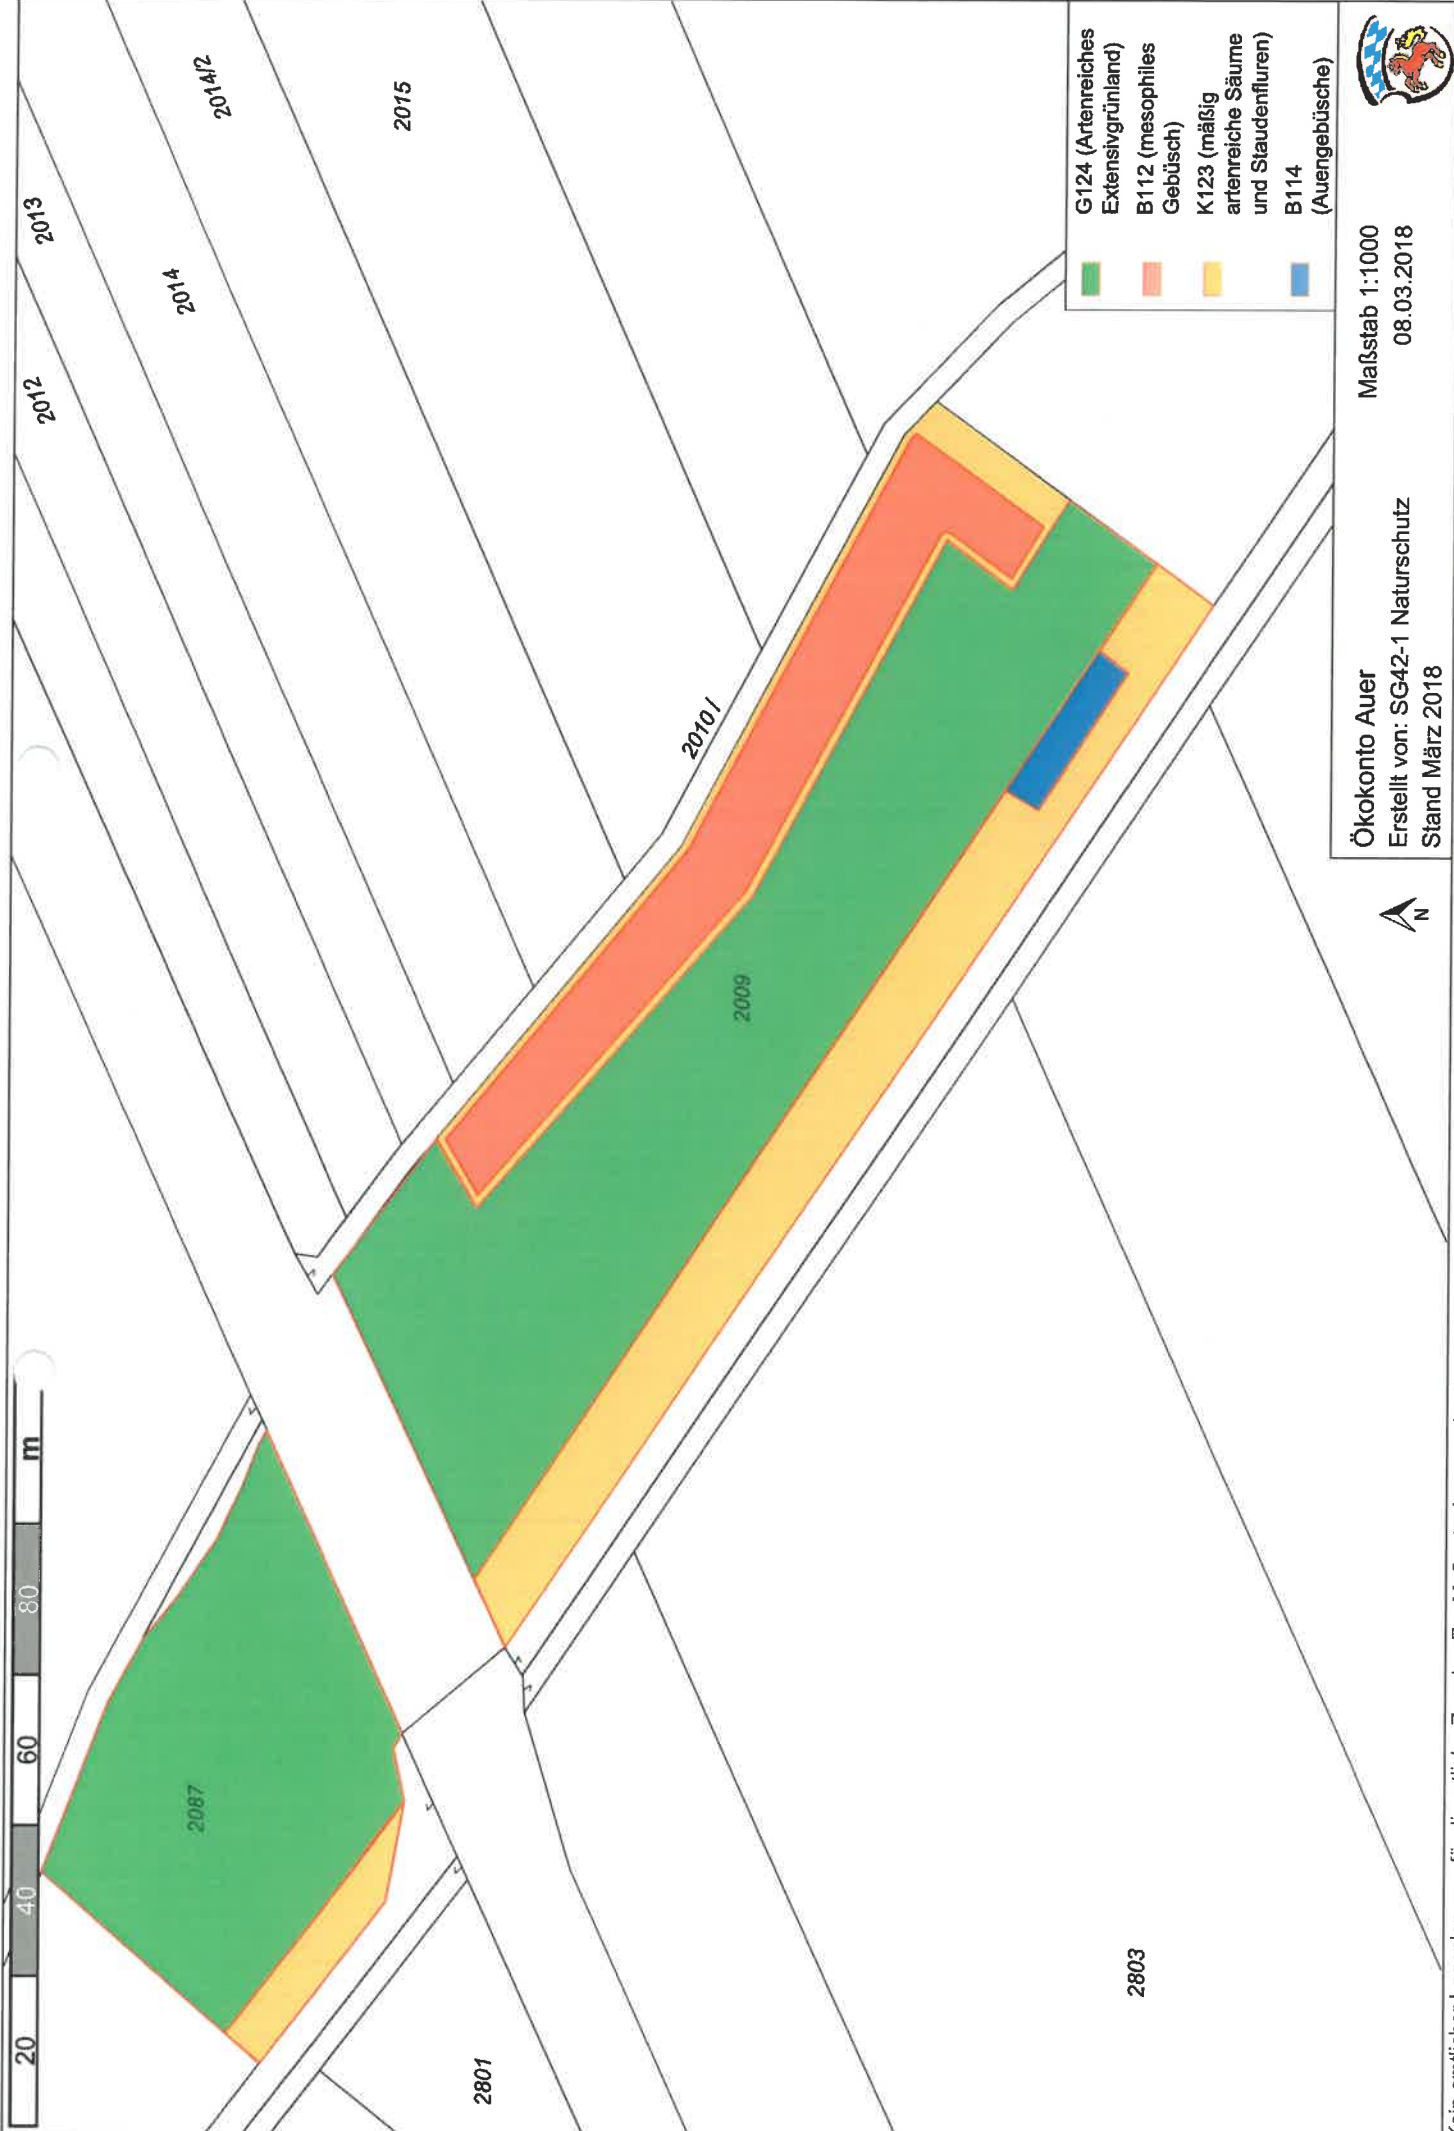 20
40
60
80
m
2012
2013
2014
2014/2
2015
2087
2010 /
2009
2801
2803
G124 (Artenreiches
Extensivgrünland)
B112 (mesophiles
Gebüsch)
K123 (mäßig
artenreiche Säume
und Staudenfluren)
B114
(Auengebüsche)
N
Ökokonto Auer
Erstellt von: SG42-1 Naturschutz
Stand März 2018
Maßstab 1:1000
08.03.2018